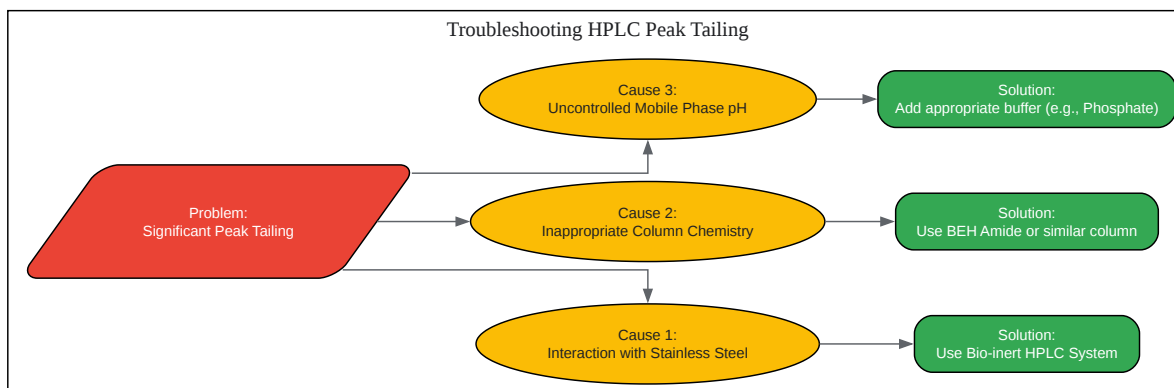 Troubleshooting HPLC Peak Tailing
Cause 3:
Uncontrolled Mobile Phase pH
Solution:
Add appropriate buffer (e.g., Phosphate)
Problem:
Significant Peak Tailing
Cause 2:
Inappropriate Column Chemistry
Solution:
Use BEH Amide or similar column
Cause 1:
Interaction with Stainless Steel
Solution:
Use Bio-inert HPLC System